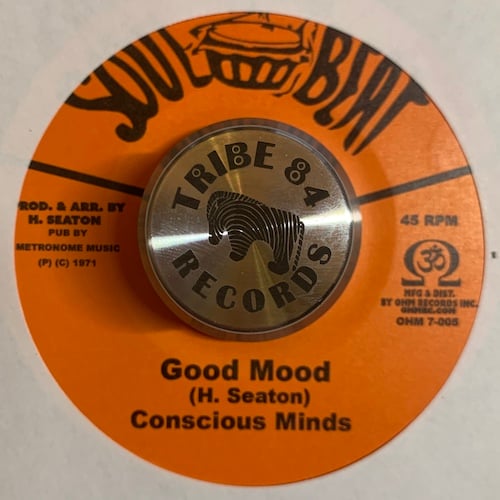 SOUL BEAT
TRIBE 84
RECORDS
PROD. & ARR. BY
H. SEATON
PUB BY
METRONOME MUSIC
(P) (C) 1971
45 RPM
ॐ
MFG & DIST.
BY OHM RECORDS INC.
OHM 7-005
Good Mood
(H. Seaton)
Conscious Minds